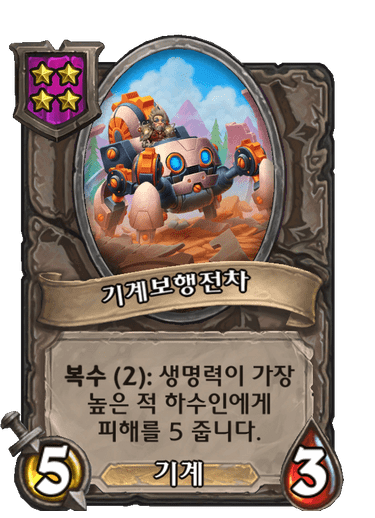 기계보행전차
복수 (2): 생명력이 가장
높은 적 하수인에게
피해를 5 줍니다.
5
기계
3